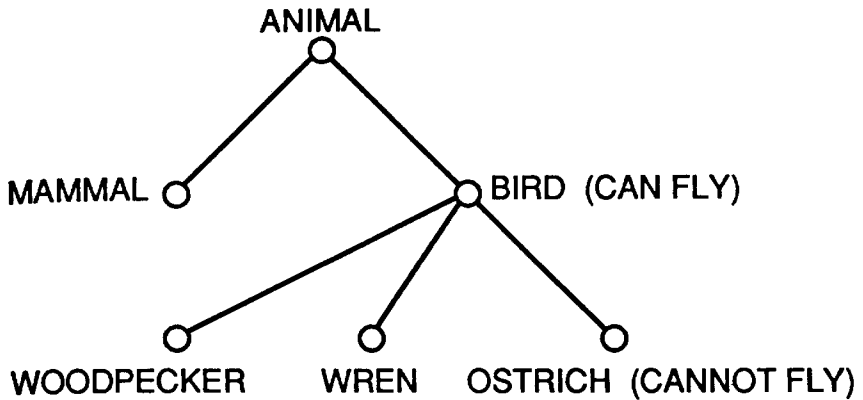 ANIMAL
MAMMAL
BIRD (CAN FLY)
WOODPECKER
WREN
OSTRICH (CANNOT FLY)